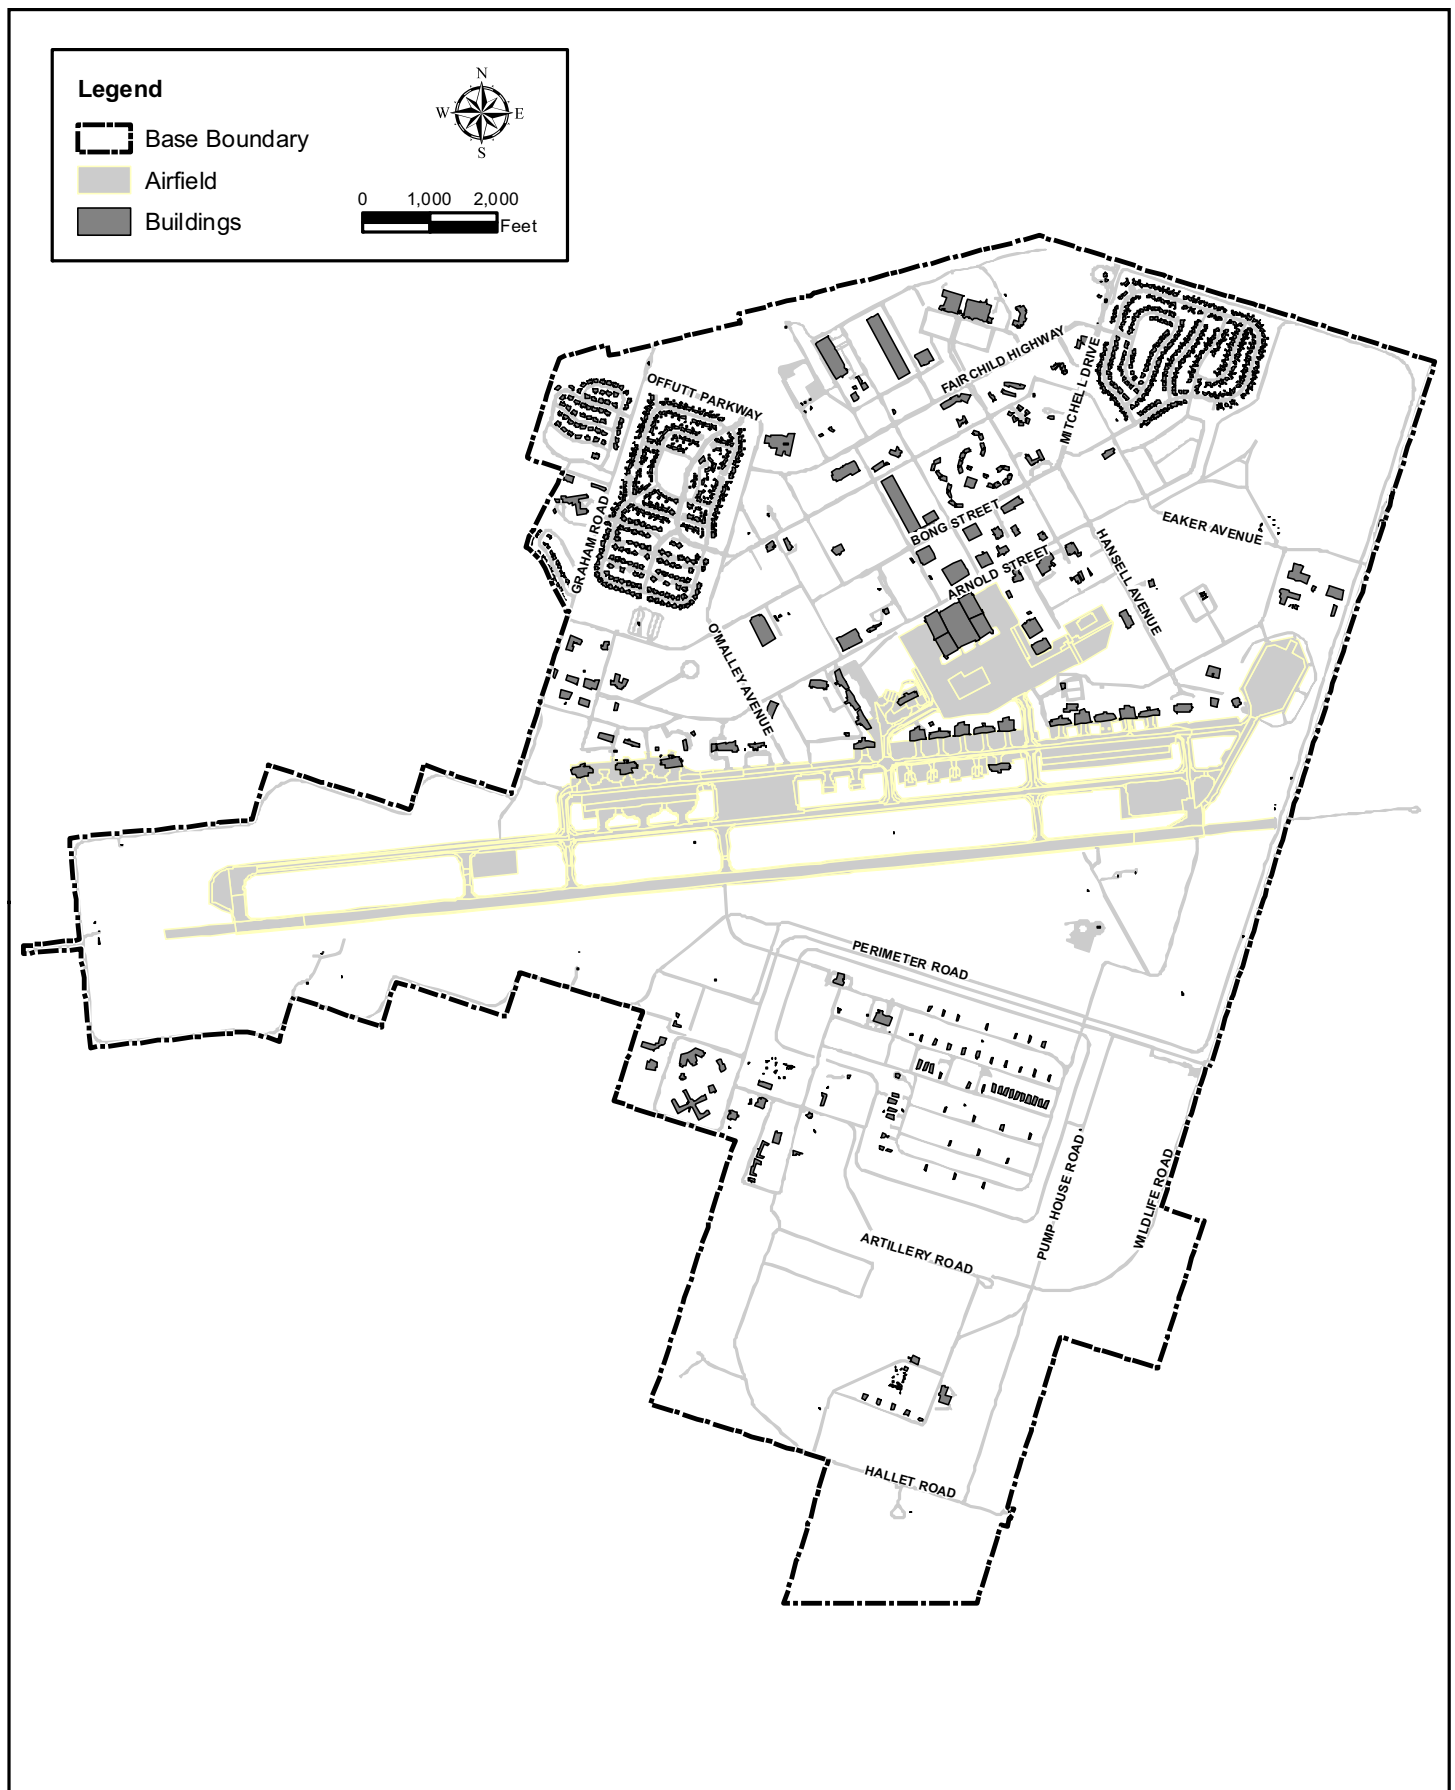 Legend
N
W E
S
Base Boundary
Airfield
Buildings
0 1,000 2,000
Feet
OFFUTT PARKWAY
FAIRCHILD HIGHWAY
MITCHELL DRIVE
GRAHAM ROAD
BONG STREET
EAKER AVENUE
ARNOLD STREET
HANSELL AVENUE
O'MALLEY AVENUE
PERIMETER ROAD
PUMP HOUSE ROAD
WILDLIFE ROAD
ARTILLERY ROAD
HALLET ROAD